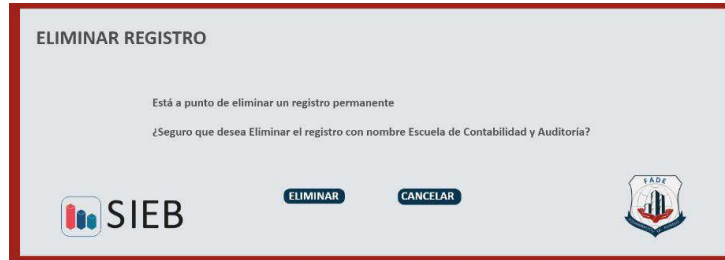 ELIMINAR REGISTRO
Está a punto de eliminar un registro permanente
¿Seguro que desea Eliminar el registro con nombre Escuela de Contabilidad y Auditoría?
ELIMINAR
CANCELAR
SIEB
FADE